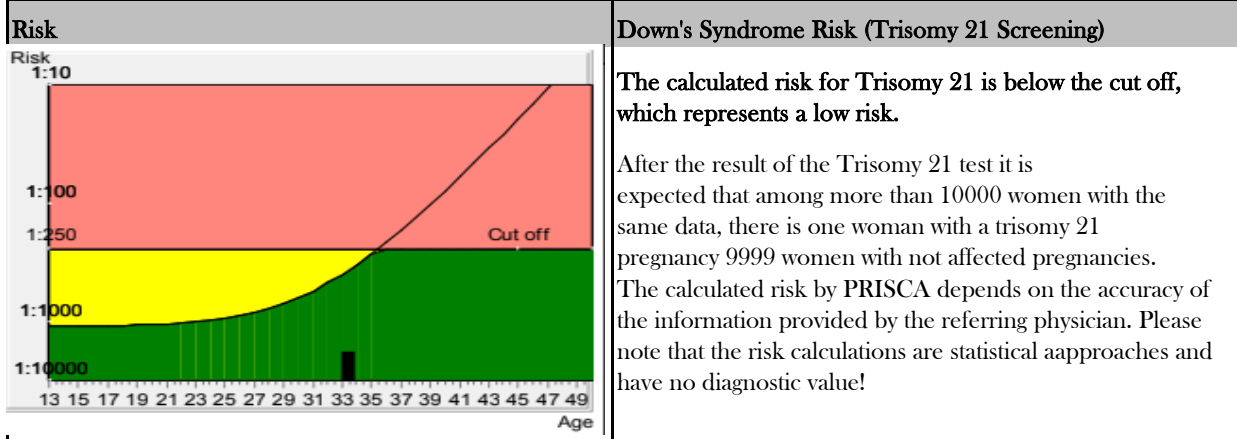 Risk
Risk
1:10
1:100
1:250
Cut off
1:1000
1:10000
13 15 17 19 21 23 25 27 29 31 33 35 37 39 41 43 45 47 49
Age
Down's Syndrome Risk (Trisomy 21 Screening)
The calculated risk for Trisomy 21 is below the cut off,
which represents a low risk.
After the result of the Trisomy 21 test it is
expected that among more than 10000 women with the
same data, there is one woman with a trisomy 21
pregnancy 9999 women with not affected pregnancies.
The calculated risk by PRISCA depends on the accuracy of
the information provided by the referring physician. Please
note that the risk calculations are statistical aapproaches and
have no diagnostic value!